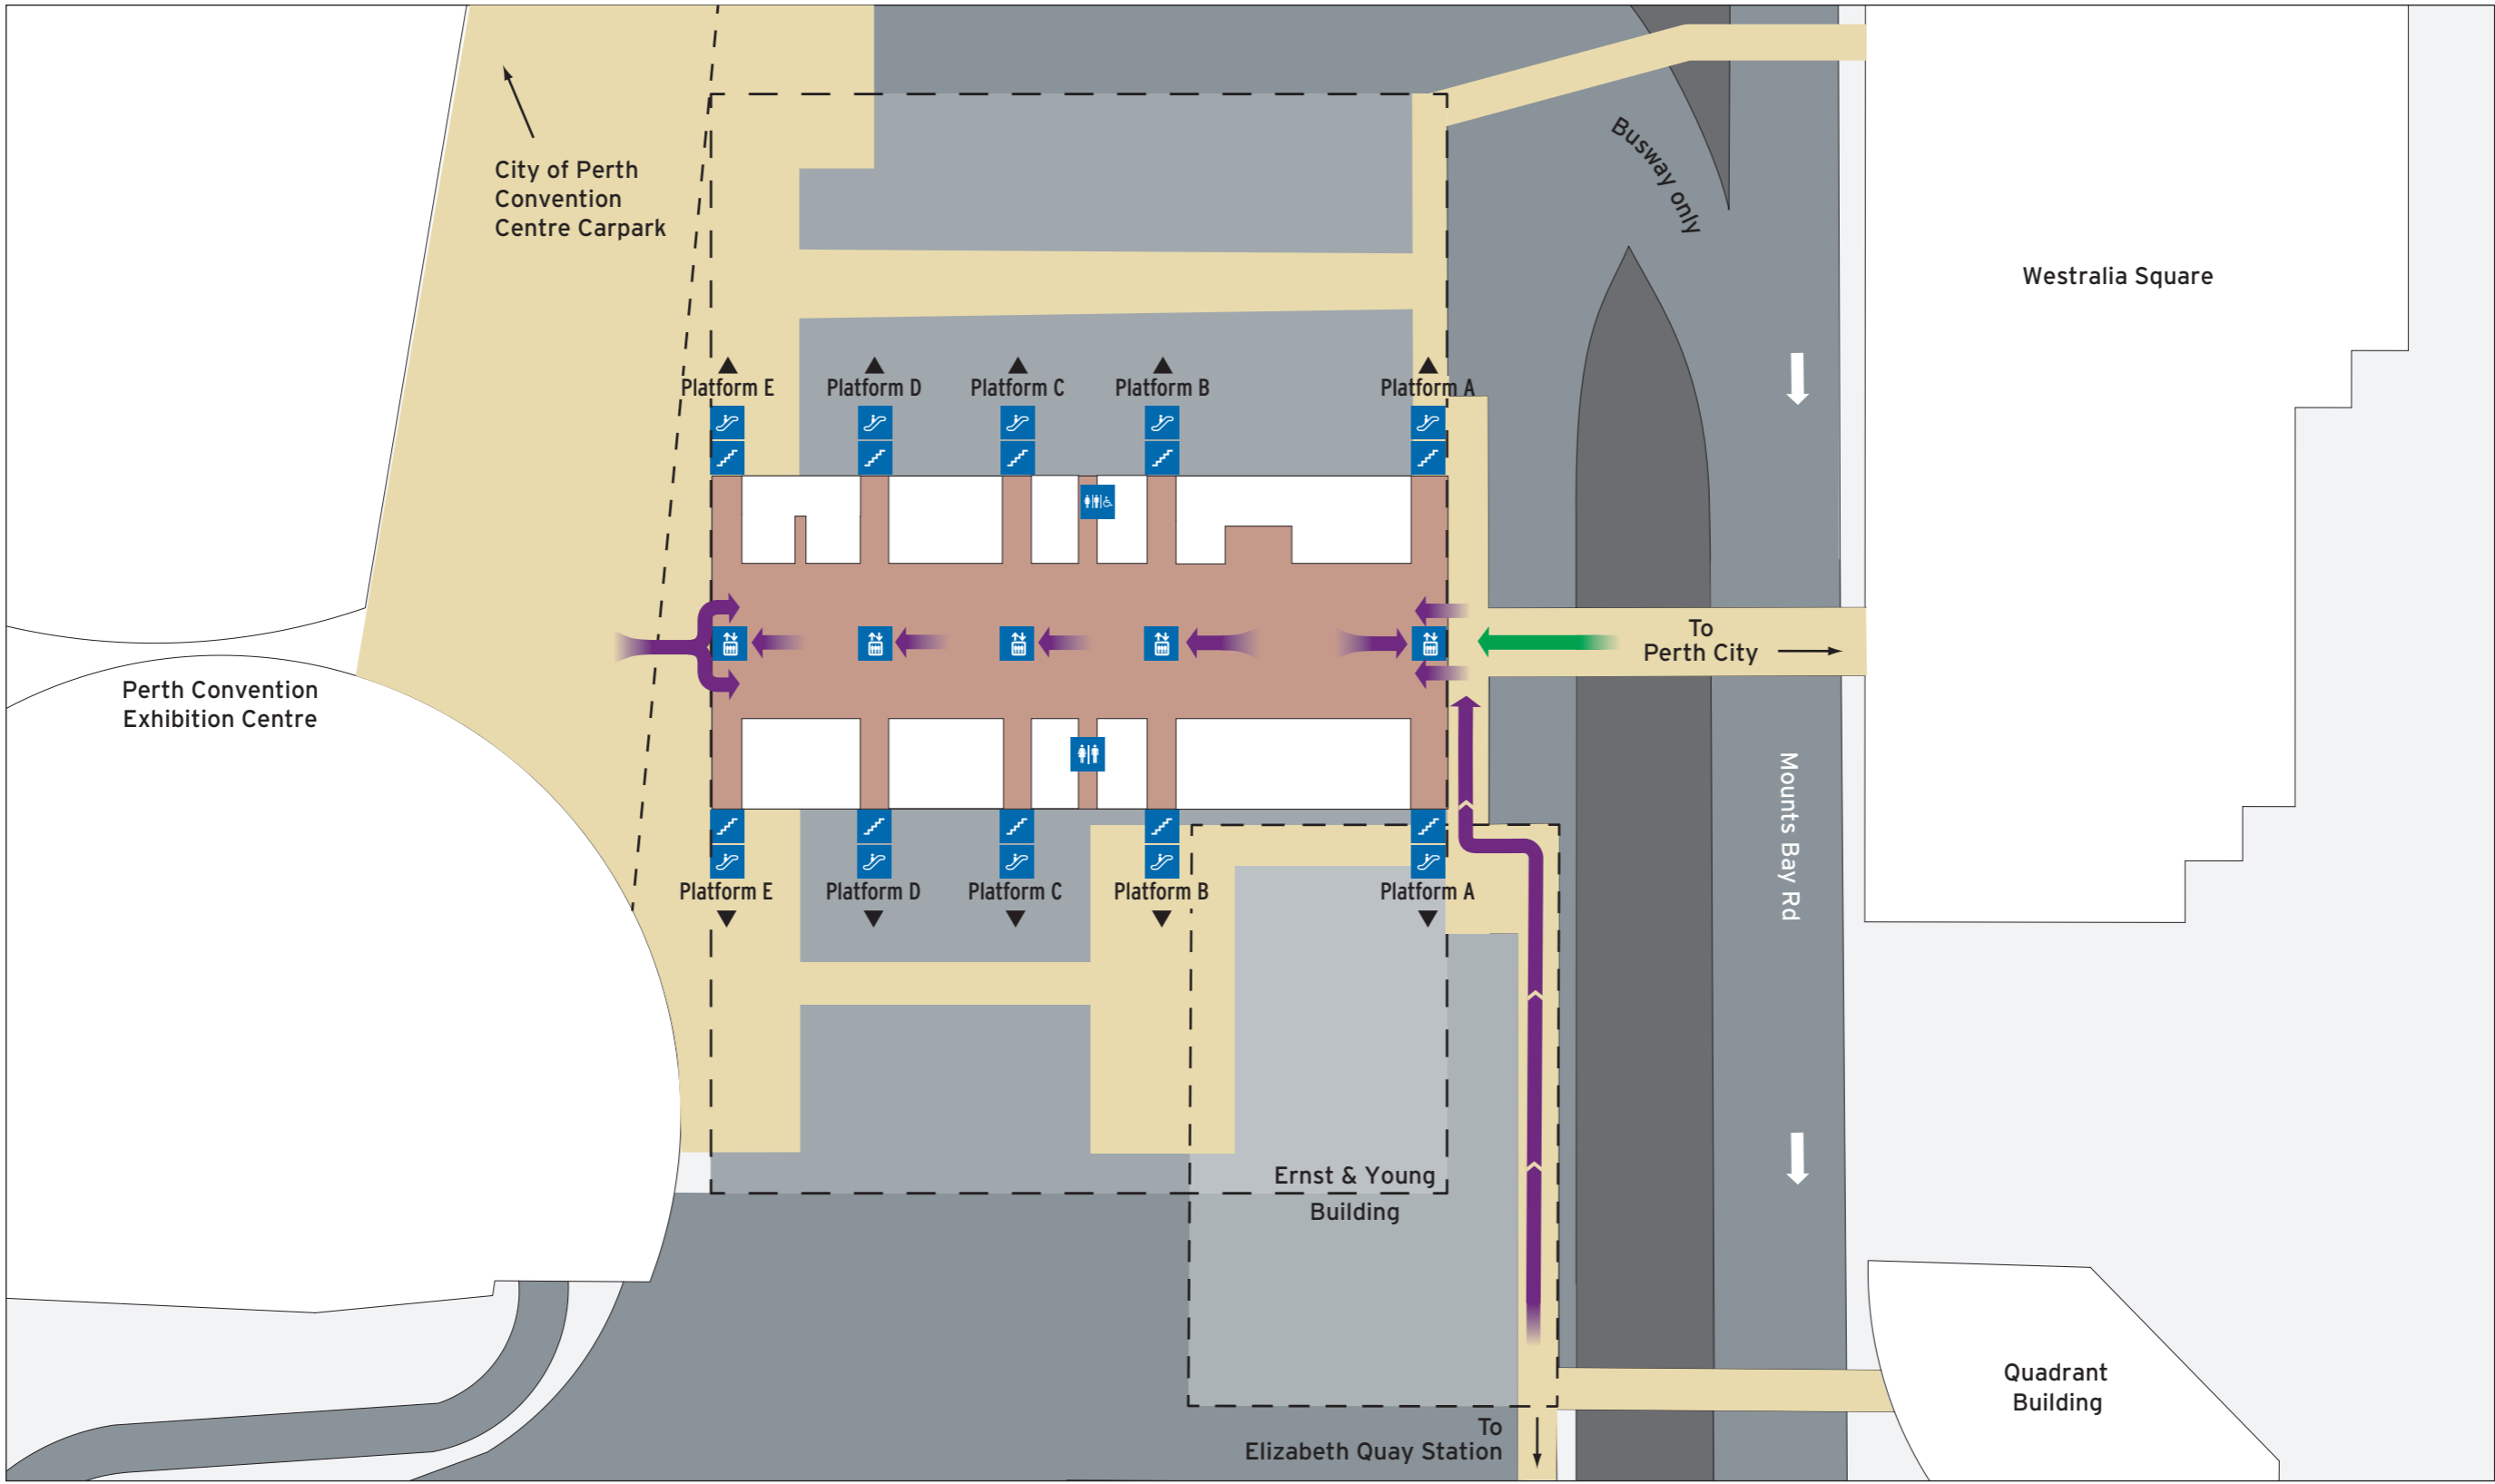 City of Perth
Convention
Centre Carpark
Busway only
Westralia Square
Platform E
Platform D
Platform C
Platform B
Platform A
To
Perth City
Perth Convention
Exhibition Centre
Mounts Bay Rd
Platform E
Platform D
Platform C
Platform B
Platform A
Ernst & Young
Building
Quadrant
Building
To
Elizabeth Quay Station